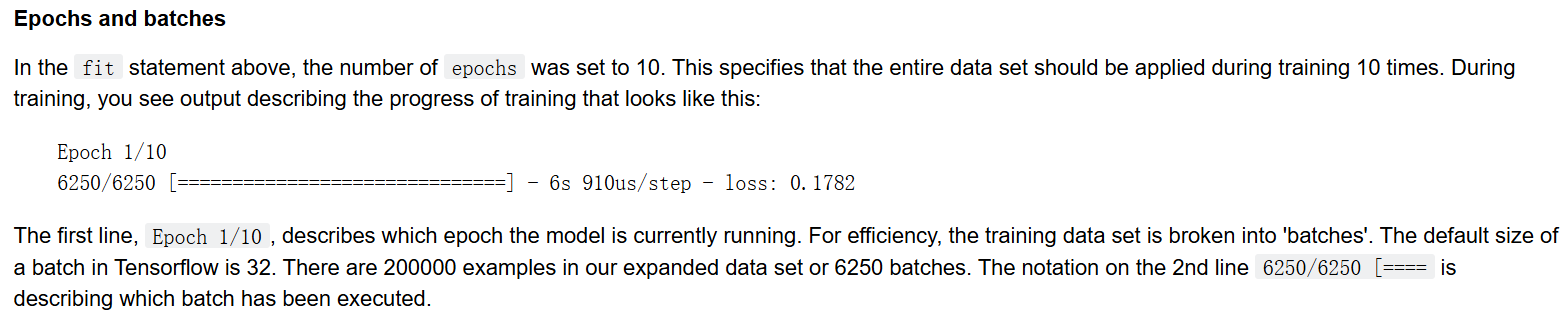 Epochs and batches
In the fit statement above, the number of epochs was set to 10. This specifies that the entire data set should be applied during training 10 times. During
training, you see output describing the progress of training that looks like this:
Epoch 1/10
6250/6250 [==============================] - 6s 910us/step - loss: 0.1782
The first line, Epoch 1/10 , describes which epoch the model is currently running. For efficiency, the training data set is broken into 'batches'. The default size of
a batch in Tensorflow is 32. There are 200000 examples in our expanded data set or 6250 batches. The notation on the 2nd line 6250/6250 [==== is
describing which batch has been executed.